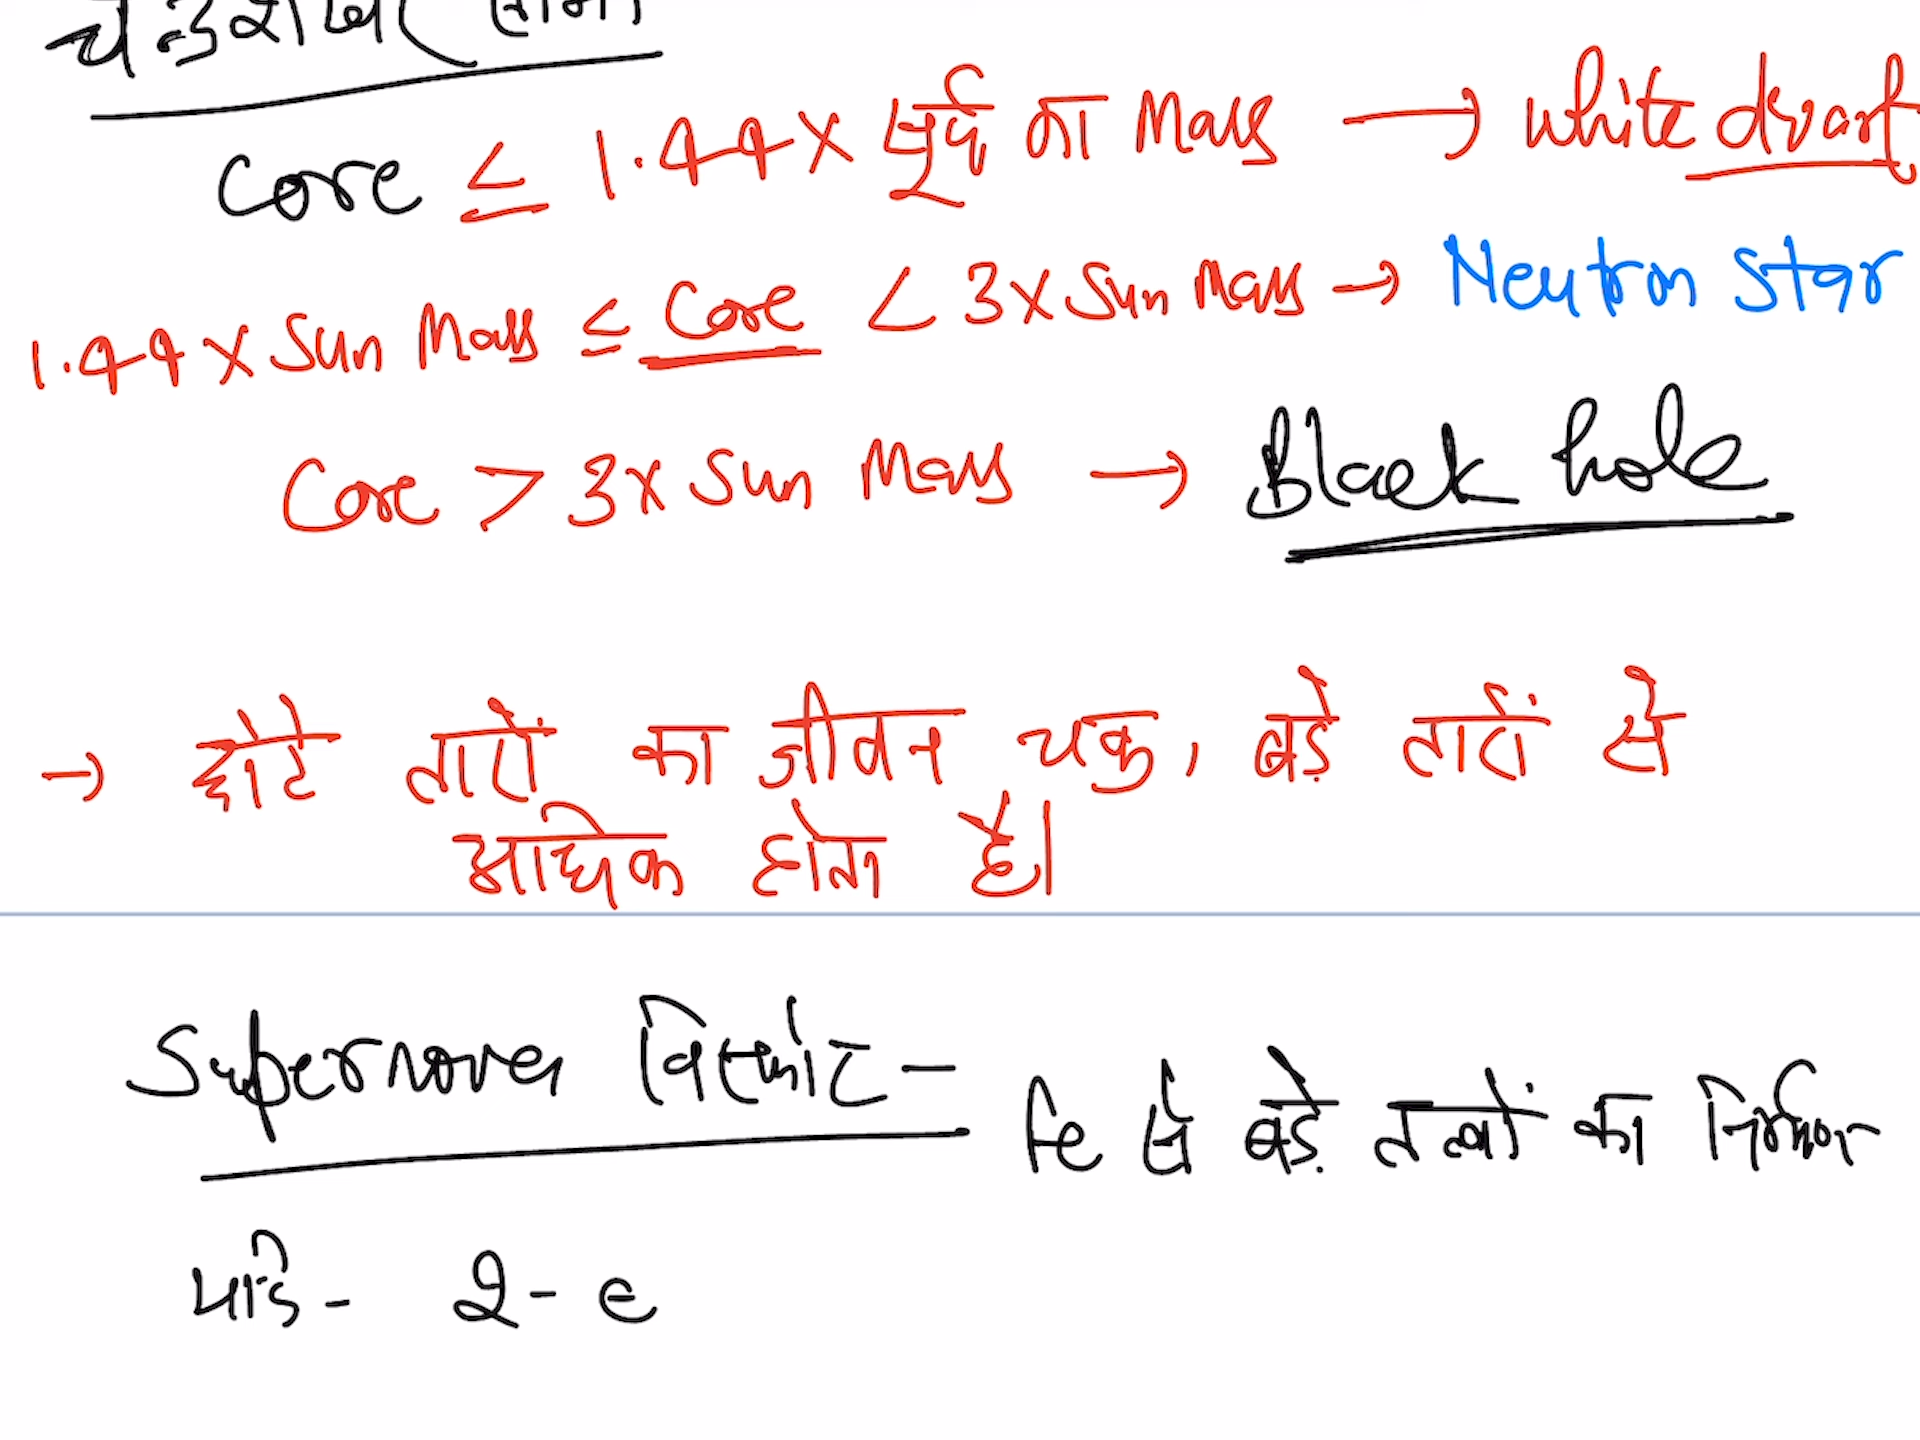 चन्द्रशेखर सीमा
Core ≤ 1.44 x सूर्य का Mass → white dwarf
1.44 x Sun Mass ≤ Core < 3 x Sun Mass → Neutron Star
Core > 3 x Sun Mass → Black hole
→ छोटे तारों का जीवन चक्र, बड़े तारों से
अधिक होता है।
Supernova विस्फोट - Fe से बड़े तत्वों का निर्माण
2 - e